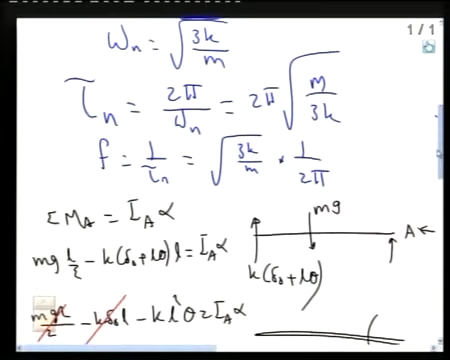 1 / 1
ωn = √(3k/m)
τn = 2π/ωn = 2π √(m/3k)
f = 1/τn = √(3k/m) * 1/2π
ΣMA = IA α
mg l/2 - k(δ0 + lθ) l = IA α
mg
A
k(δ0 + lθ)
mgl/2 - kδ0l - kl²θ = IA α